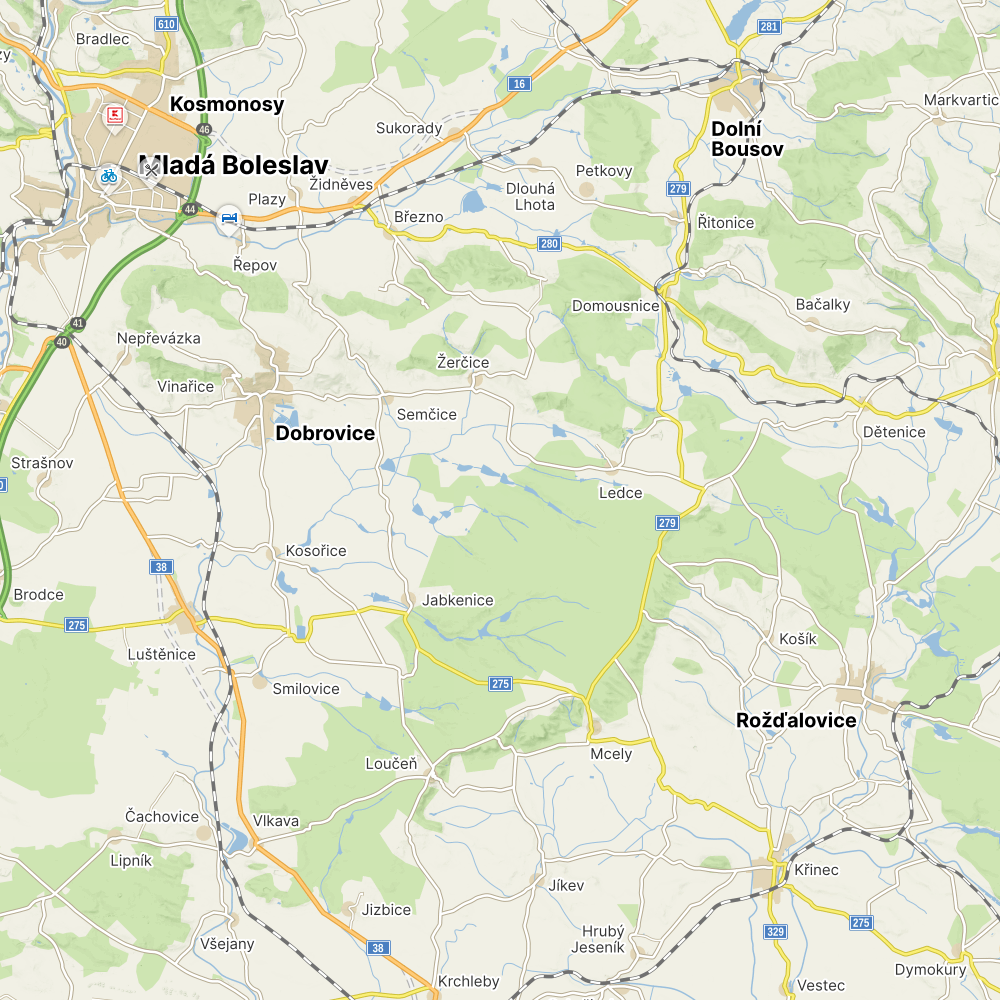 610
Bradlec
281
zy
16
Kosmonosy
Markvartic
Sukorady
46
Dolní
Bousov
Mladá Boleslav
Petkovy
Židněves
Dlouhá
Lhota
279
Plazy
44
Březno
Řitonice
280
Řepov
Domousnice
Bačalky
41
Nepřevázka
40
Žerčice
Vinařice
Semčice
Dobrovice
Dětenice
Strašnov
0
Ledce
279
Kosořice
38
Brodce
Jabkenice
275
Košík
Luštěnice
Smilovice
275
Rožďalovice
Mcely
Loučeň
Čachovice
Vlkava
Lipník
Křinec
Jíkev
Jizbice
275
Hrubý
Jeseník
329
Všejany
38
Dymokury
Krchleby
Vestec